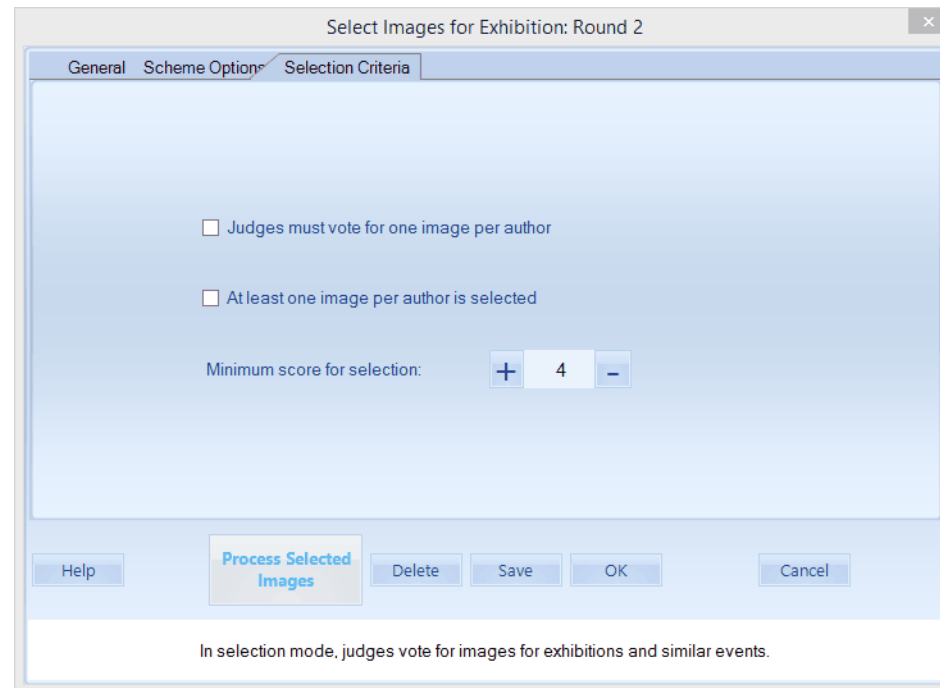 Select Images for Exhibition: Round 2
General Scheme Options Selection Criteria
Judges must vote for one image per author
At least one image per author is selected
Minimum score for selection: + 4 -
Help Process Selected Images Delete Save OK Cancel
In selection mode, judges vote for images for exhibitions and similar events.